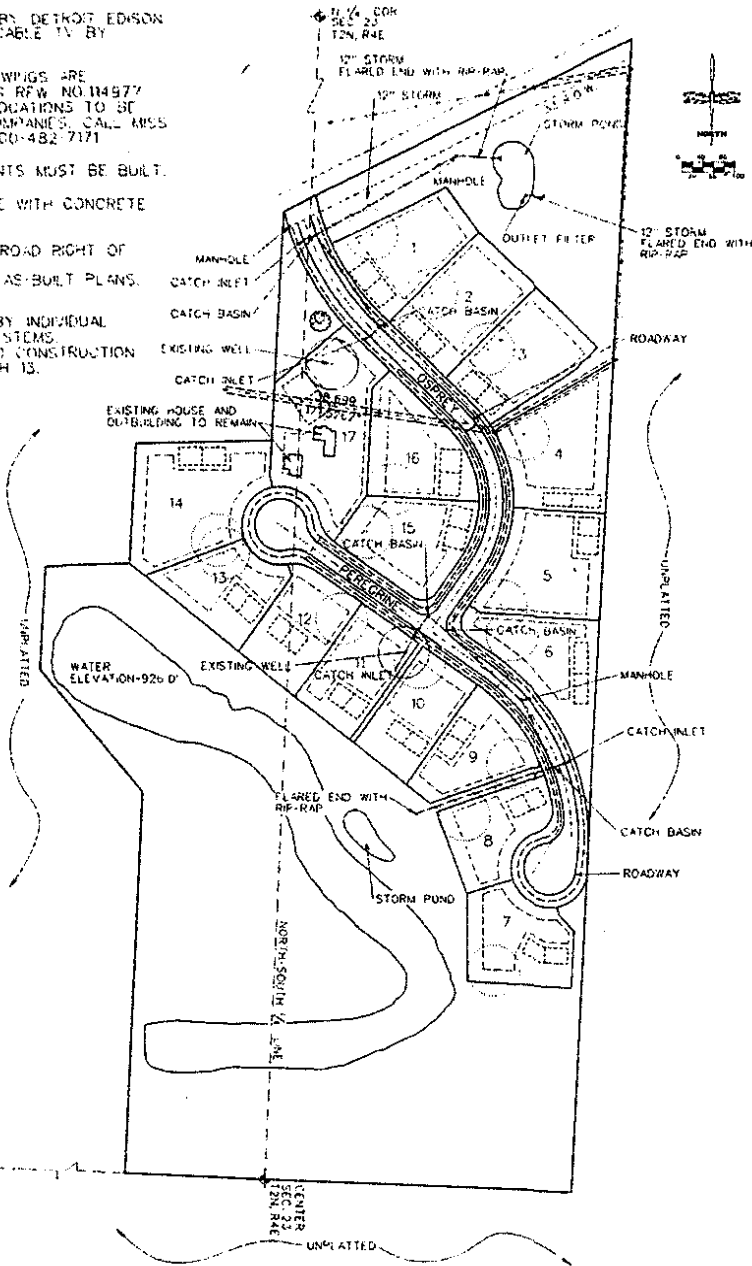 BY DETROIT EDISON
CABLE TV BY
WINGS ARE
RFW NO.114977
LOCATIONS TO BE
COMPANIES. CALL MISS
482-7171
NTS MUST BE BUILT.
E WITH CONCRETE
ROAD RIGHT OF
AS-BUILT PLANS.
BY INDIVIDUAL
STEMS.
CONSTRUCTION
H 13.
N. 1/4 COR
SEC 23
T2N, R4E
12" STORM
FLARED END WITH RIP-RAP
12" STORM
STORM POND
NORTH
MANHOLE
OUTLET FILTER
12" STORM
FLARED END WITH
RIP-RAP
MANHOLE
CATCH INLET
CATCH BASIN
1
2
CATCH BASIN
3
ROADWAY
EXISTING WELL
CATCH INLET
OSPREY
EXISTING HOUSE AND
OUTBUILDING TO REMAIN
17
16
4
14
15
CATCH BASIN
PEREGRINE
5
13
12
UNPLATTED
UNPLATTED
CATCH BASIN
6
WATER
ELEVATION-926.0'
EXISTING WELL
11
CATCH INLET
10
MANHOLE
9
CATCH INLET
FLARED END WITH
RIP-RAP
8
CATCH BASIN
STORM POND
ROADWAY
7
NORTH-SOUTH 1/4 LINE
CENTER
SEC. 23
T2N, R4E
UNPLATTED